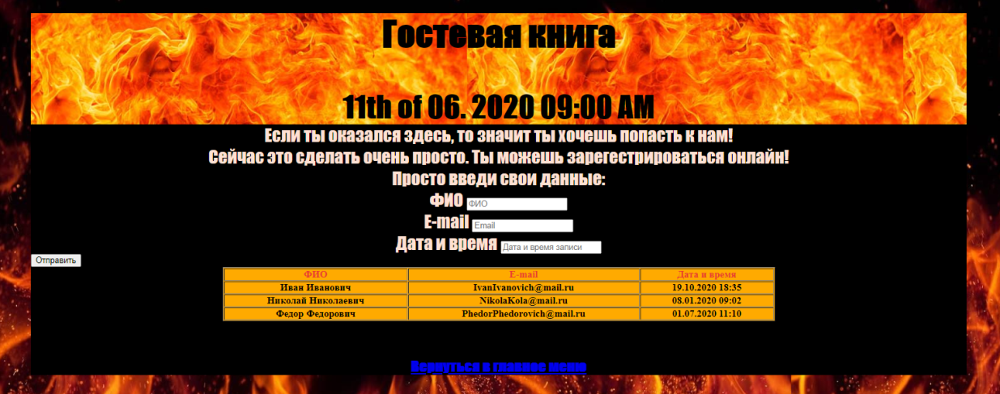 Гостевая книга
11th of 06. 2020 09:00 AM
Если ты оказался здесь, то значит ты хочешь попасть к нам!
Сейчас это сделать очень просто. Ты можешь зарегестрироваться онлайн!
Просто введи свои данные:
ФИО ФИО
E-mail Email
Дата и время Дата и время записи
Отправить
ФИО E-mail Дата и время
Иван Иванович IvanIvanovich@mail.ru 19.10.2020 18:35
Николай Николаевич NikolaKola@mail.ru 08.01.2020 09:02
Федор Федорович PhedorPhedorovich@mail.ru 01.07.2020 11:10
Вернуться в главное меню